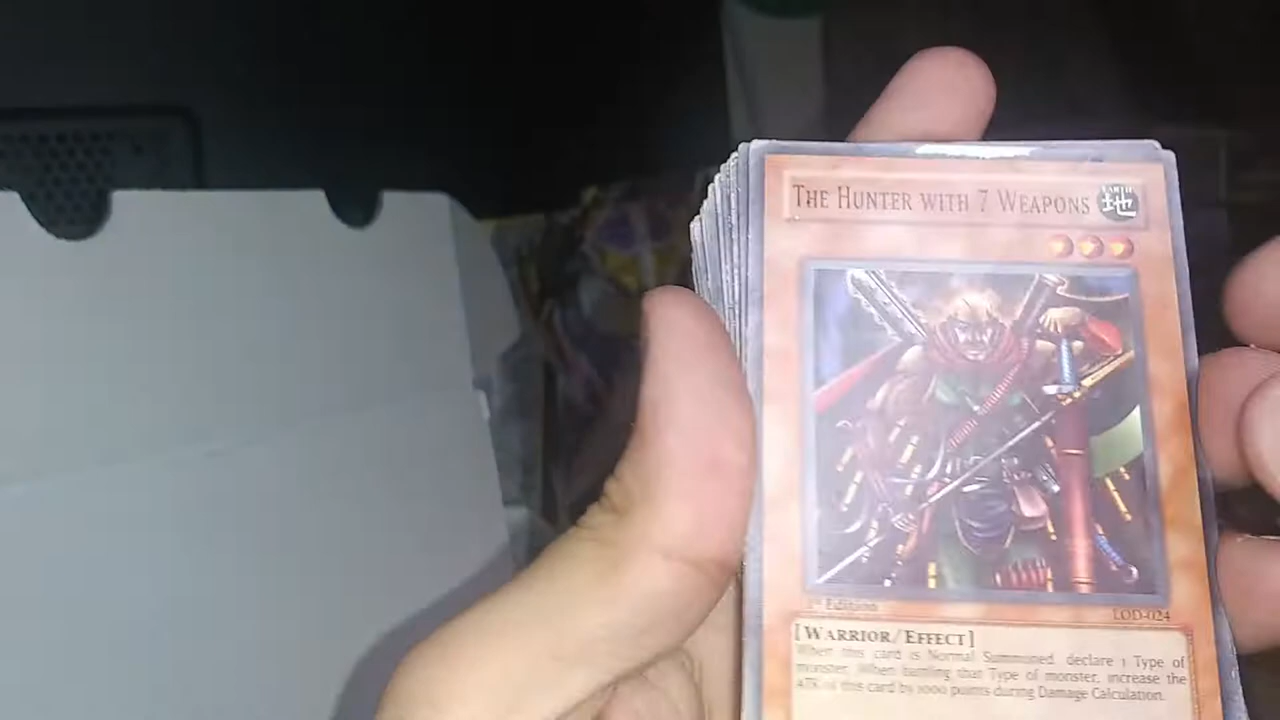 THE HUNTER WITH 7 WEAPONS
EARTH
地
1st Edition
LOD-024
[WARRIOR/EFFECT]
When this card is Normal Summoned, declare 1 Type of
monster. When battling that Type of monster, increase the
ATK of this card by 1000 points during Damage Calculation.